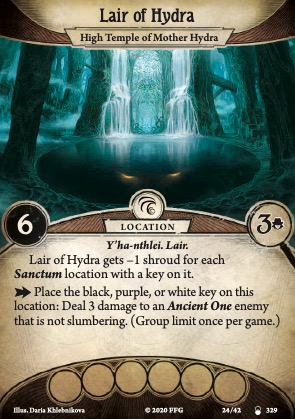 Lair of Hydra
High Temple of Mother Hydra
6
LOCATION
3
Y'ha-nthlei. Lair.
Lair of Hydra gets –1 shroud for each
Sanctum location with a key on it.
Place the black, purple, or white key on this
location: Deal 3 damage to an Ancient One enemy
that is not slumbering. (Group limit once per game.)
Illus. Daria Khlebnikova
© 2020 FFG
24/42
329